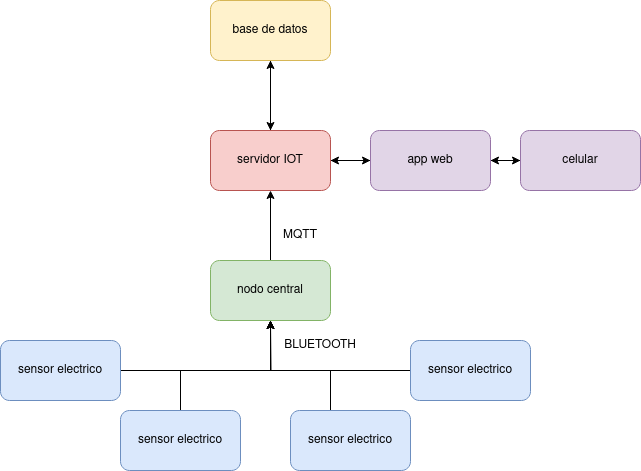 base de datos
servidor IOT
app web
celular
MQTT
nodo central
BLUETOOTH
sensor electrico
sensor electrico
sensor electrico
sensor electrico